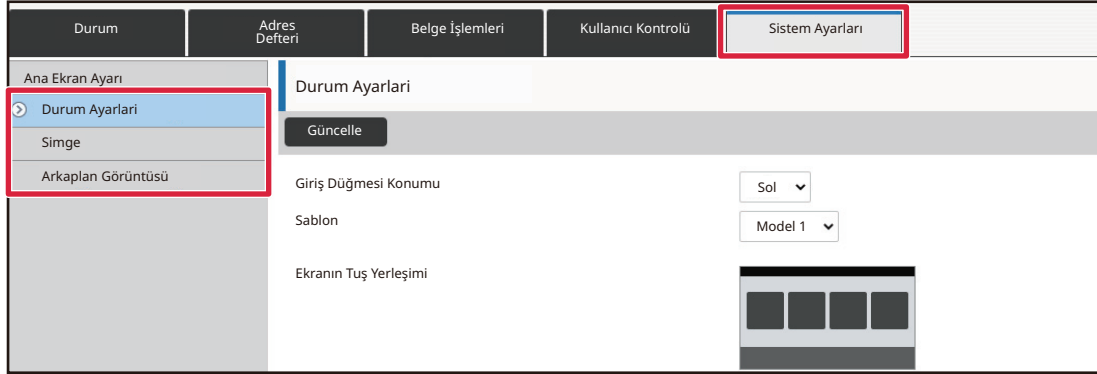 Durum
Adres
Defteri
Belge İşlemleri
Kullanıcı Kontrolü
Sistem Ayarları
Ana Ekran Ayarı
Durum Ayarlari
Simge
Arkaplan Görüntüsü
Durum Ayarlari
Güncelle
Giriş Düğmesi Konumu
Sol
Sablon
Model 1
Ekranın Tuş Yerleşimi